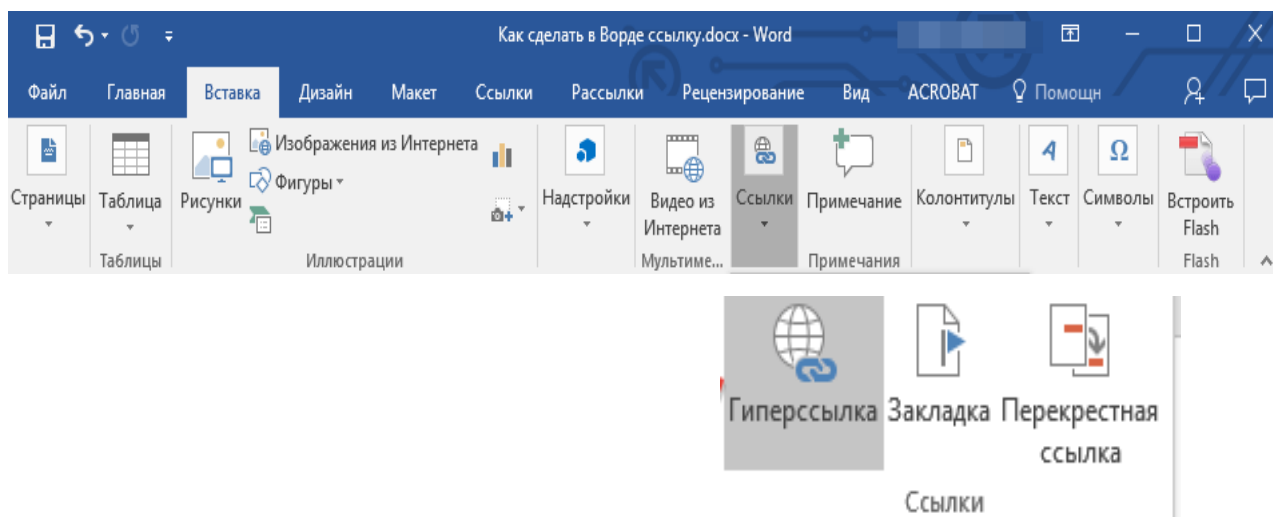 Как сделать в Ворде ссылку.docx - Word
Файл Главная Вставка Дизайн Макет Ссылки Рассылки Рецензирование Вид ACROBAT Помощн
Изображения из Интернета
Фигуры
Страницы Таблица Рисунки Надстройки Видео из Ссылки Примечание Колонтитулы Текст Символы Встроить
Интернета Flash
Таблицы Иллюстрации Мультиме... Примечания Flash
Гиперссылка Закладка Перекрестная
ссылка
Ссылки